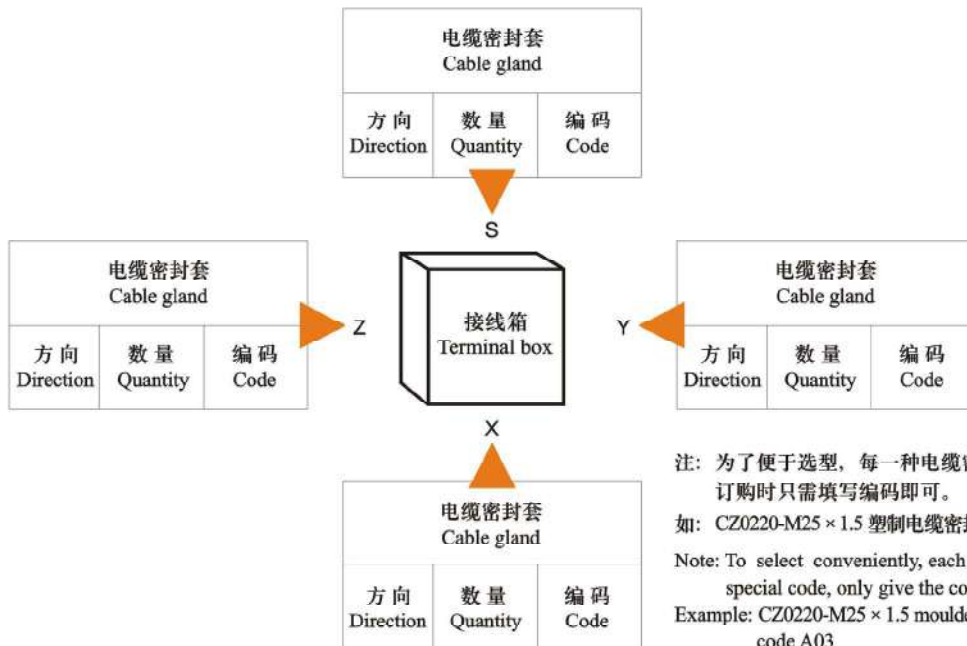 电缆密封套
Cable gland
方 向 数 量 编 码
Direction Quantity Code
S
电缆密封套
Cable gland
方 向 数 量 编 码
Direction Quantity Code
Z
接线箱
Terminal box
Y
电缆密封套
Cable gland
方 向 数 量 编 码
Direction Quantity Code
X
电缆密封套
Cable gland
方 向 数 量 编 码
Direction Quantity Code
注：为了便于选型，每一种电缆密
订购时只需填写编码即可。
如：CZ0220-M25 × 1.5 塑制电缆密封
Note: To select conveniently, each
special code, only give the co
Example: CZ0220-M25 × 1.5 moulde
code A03